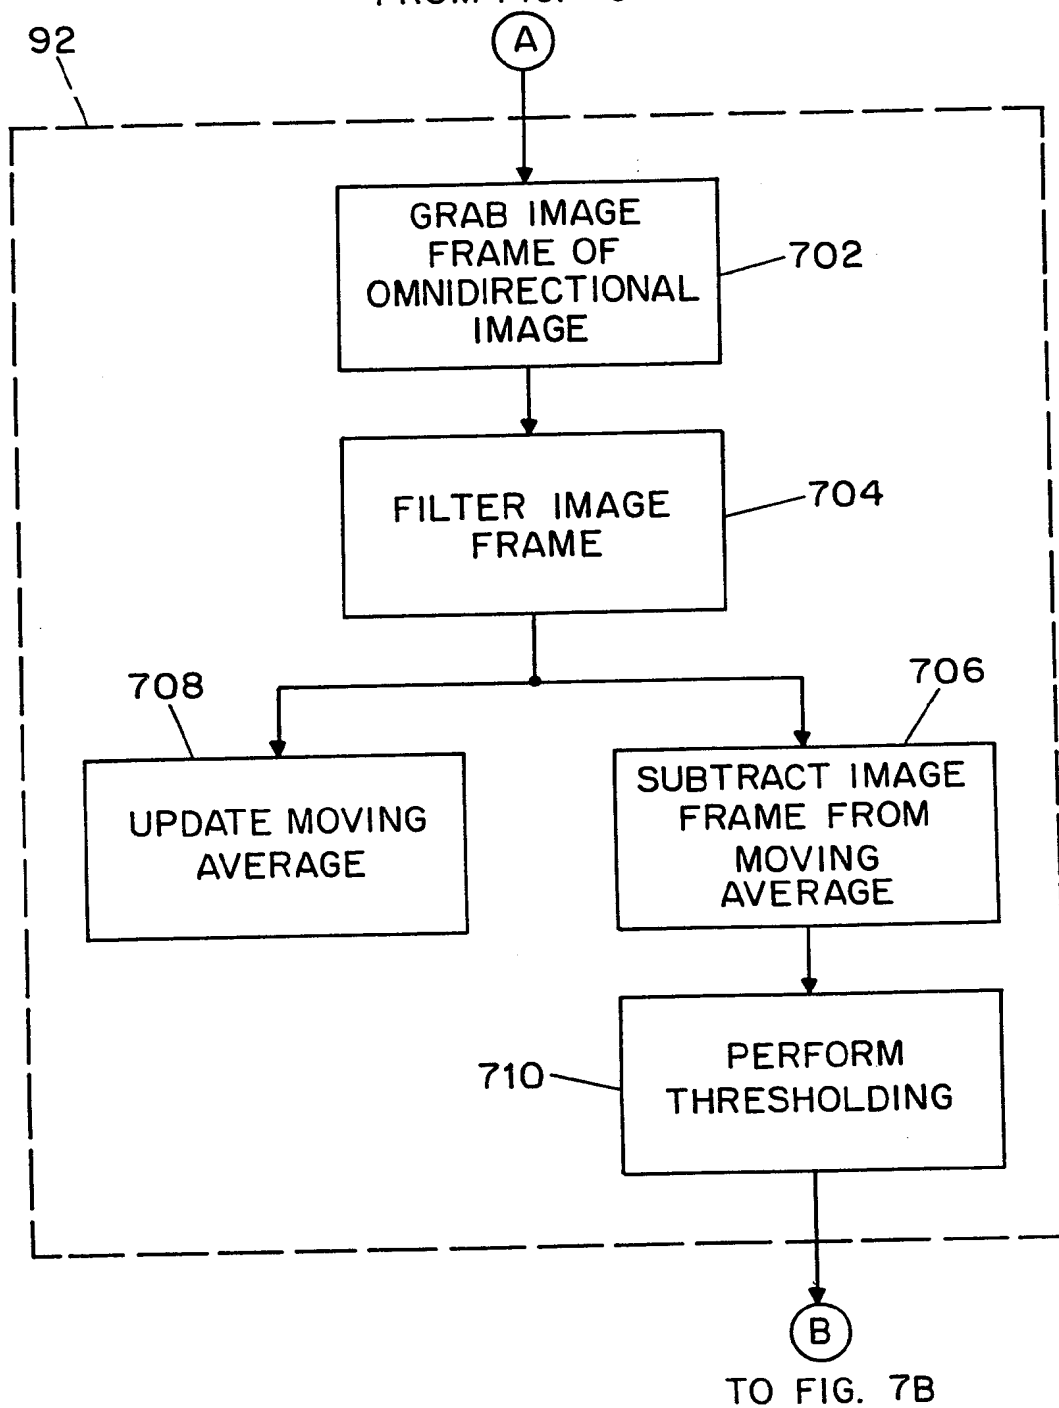 92
A
GRAB IMAGE
FRAME OF
OMNIDIRECTIONAL
IMAGE
702
FILTER IMAGE
FRAME
704
708
706
UPDATE MOVING
AVERAGE
SUBTRACT IMAGE
FRAME FROM
MOVING
AVERAGE
710
PERFORM
THRESHOLDING
B
TO FIG. 7B